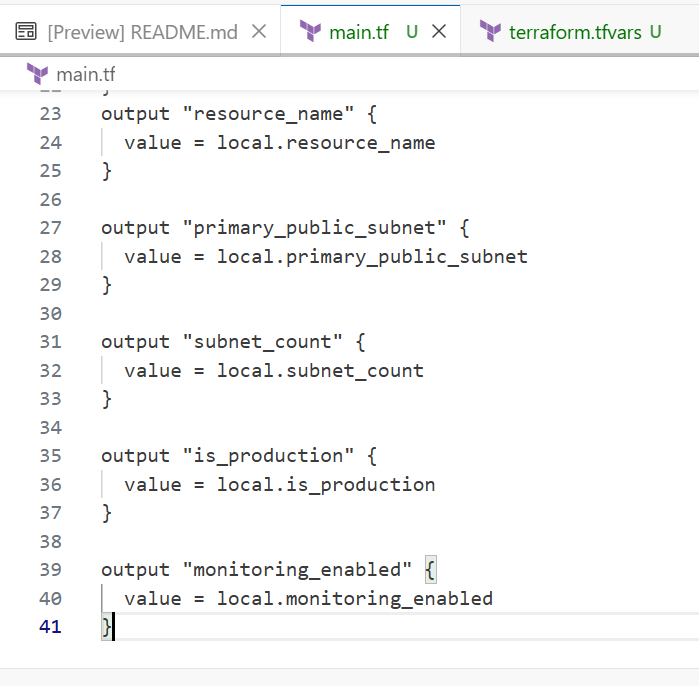 [Preview] README.md
main.tf U
terraform.tfvars U
main.tf
22 }
23 output "resource_name" {
24 value = local.resource_name
25 }
26
27 output "primary_public_subnet" {
28 value = local.primary_public_subnet
29 }
30
31 output "subnet_count" {
32 value = local.subnet_count
33 }
34
35 output "is_production" {
36 value = local.is_production
37 }
38
39 output "monitoring_enabled" {
40 value = local.monitoring_enabled
41 }